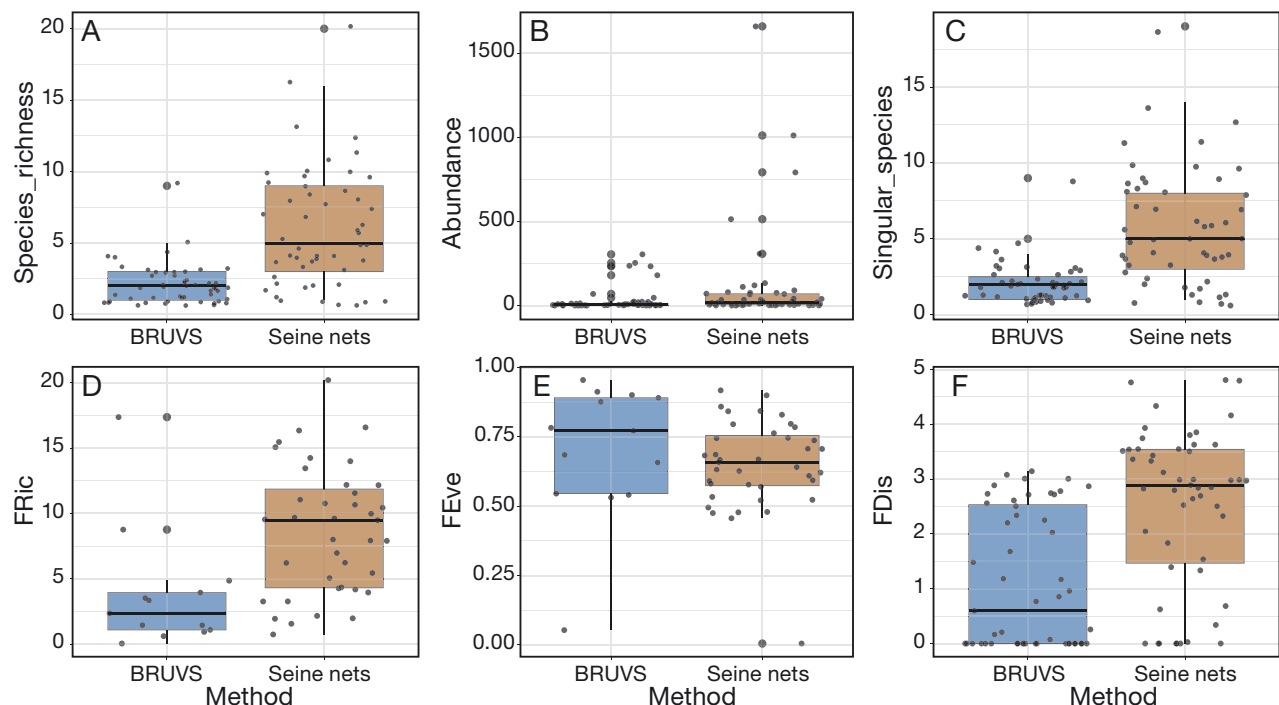 A
B
C
20
15
10
5
0
Species_richness
BRUVS
Seine nets
1500
1000
500
0
Abundance
BRUVS
Seine nets
15
10
5
0
Singular_species
BRUVS
Seine nets
D
E
F
20
15
10
5
0
FRic
BRUVS
Seine nets
Method
1.00
0.75
0.50
0.25
0.00
FEve
BRUVS
Seine nets
Method
5
4
3
2
1
0
FDis
BRUVS
Seine nets
Method